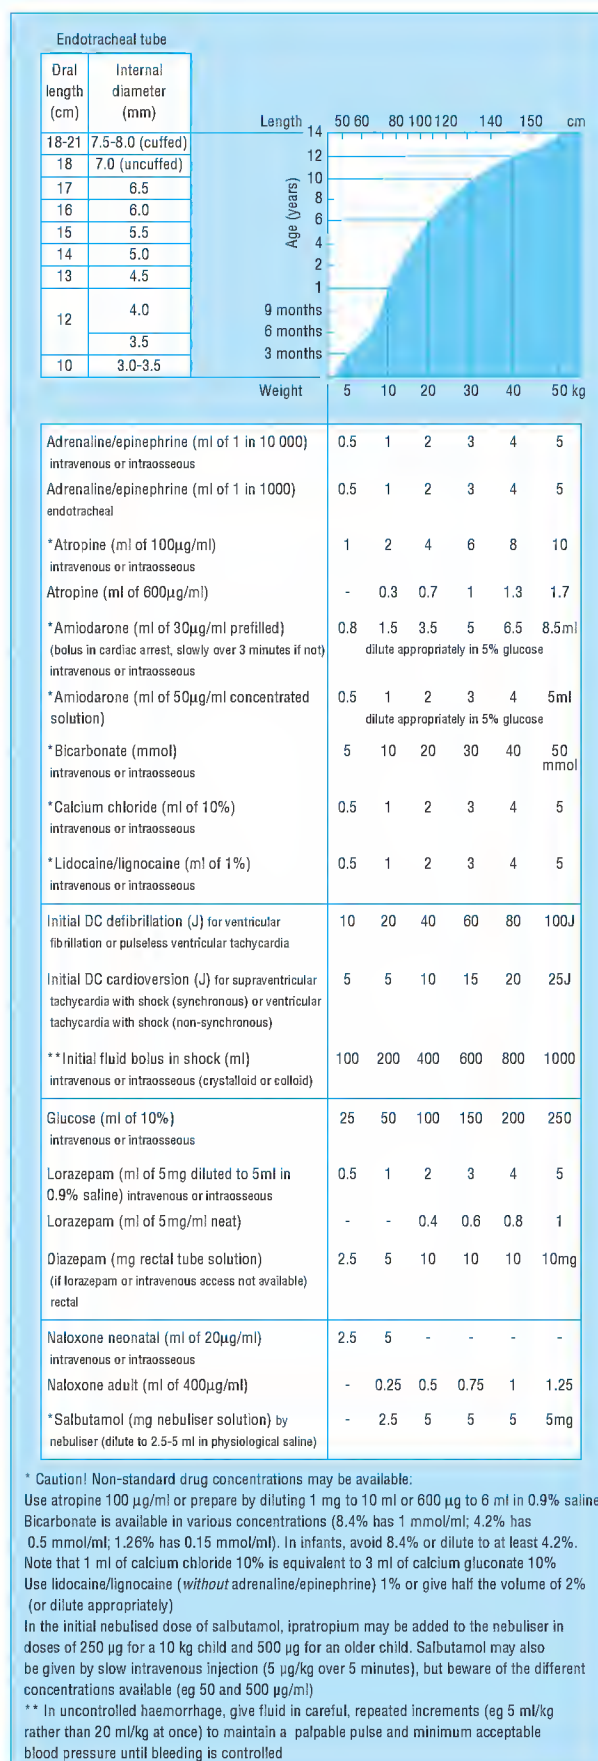 Endotracheal tube
Oral length (cm) Internal diameter (mm)
18-21 7.5-8.0 (cuffed)
18 7.0 (uncuffed)
17 6.5
16 6.0
15 5.5
14 5.0
13 4.5
12 4.0
3.5
10 3.0-3.5
Length 50 60 80 100 120 140 150 cm
Age (years)
14
12
10
8
6
4
2
1
9 months
6 months
3 months
Weight 5 10 20 30 40 50 kg
Adrenaline/epinephrine (ml of 1 in 10 000) 0.5 1 2 3 4 5
intravenous or intraosseous
Adrenaline/epinephrine (ml of 1 in 1000) 0.5 1 2 3 4 5
endotracheal
*Atropine (ml of 100µg/ml) 1 2 4 6 8 10
intravenous or intraosseous
Atropine (ml of 600µg/ml) - 0.3 0.7 1 1.3 1.7
*Amiodarone (ml of 30µg/ml prefilled) 0.8 1.5 3.5 5 6.5 8.5ml
(bolus in cardiac arrest, slowly over 3 minutes if not) dilute appropriately in 5% glucose
intravenous or intraosseous
*Amiodarone (ml of 50µg/ml concentrated 0.5 1 2 3 4 5ml
solution) dilute appropriately in 5% glucose
*Bicarbonate (mmol) 5 10 20 30 40 50 mmol
intravenous or intraosseous
*Calcium chloride (ml of 10%) 0.5 1 2 3 4 5
intravenous or intraosseous
*Lidocaine/lignocaine (ml of 1%) 0.5 1 2 3 4 5
intravenous or intraosseous
Initial DC defibrillation (J) for ventricular 10 20 40 60 80 100J
fibrillation or pulseless ventricular tachycardia
Initial DC cardioversion (J) for supraventricular 5 5 10 15 20 25J
tachycardia with shock (synchronous) or ventricular
tachycardia with shock (non-synchronous)
**Initial fluid bolus in shock (ml) 100 200 400 600 800 1000
intravenous or intraosseous (crystalloid or colloid)
Glucose (ml of 10%) 25 50 100 150 200 250
intravenous or intraosseous
Lorazepam (ml of 5mg diluted to 5ml in 0.5 1 2 3 4 5
0.9% saline) intravenous or intraosseous
Lorazepam (ml of 5mg/ml neat) - - 0.4 0.6 0.8 1
Diazepam (mg rectal tube solution) 2.5 5 10 10 10 10mg
(if lorazepam or intravenous access not available)
rectal
Naloxone neonatal (ml of 20µg/ml) 2.5 5 - - - -
intravenous or intraosseous
Naloxone adult (ml of 400µg/ml) - 0.25 0.5 0.75 1 1.25
*Salbutamol (mg nebuliser solution) by - 2.5 5 5 5 5mg
nebuliser (dilute to 2.5-5 ml in physiological saline)
* Caution! Non-standard drug concentrations may be available:
Use atropine 100 µg/ml or prepare by diluting 1 mg to 10 ml or 600 µg to 6 ml in 0.9% saline
Bicarbonate is available in various concentrations (8.4% has 1 mmol/ml; 4.2% has
0.5 mmol/ml; 1.26% has 0.15 mmol/ml). In infants, avoid 8.4% or dilute to at least 4.2%.
Note that 1 ml of calcium chloride 10% is equivalent to 3 ml of calcium gluconate 10%
Use lidocaine/lignocaine (without adrenaline/epinephrine) 1% or give half the volume of 2%
(or dilute appropriately)
In the initial nebulised dose of salbutamol, ipratropium may be added to the nebuliser in
doses of 250 µg for a 10 kg child and 500 µg for an older child. Salbutamol may also
be given by slow intravenous injection (5 µg/kg over 5 minutes), but beware of the different
concentrations available (eg 50 and 500 µg/ml)
** In uncontrolled haemorrhage, give fluid in careful, repeated increments (eg 5 ml/kg
rather than 20 ml/kg at once) to maintain a palpable pulse and minimum acceptable
blood pressure until bleeding is controlled